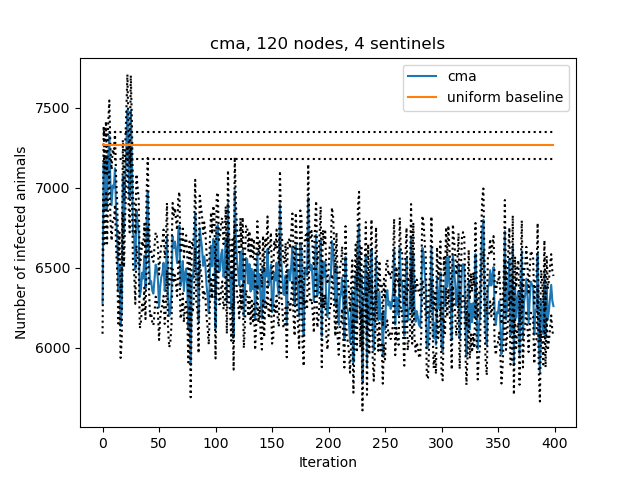 cma, 120 nodes, 4 sentinels
cma
uniform baseline
Number of infected animals
7500
7000
6500
6000
0 50 100 150 200 250 300 350 400
Iteration